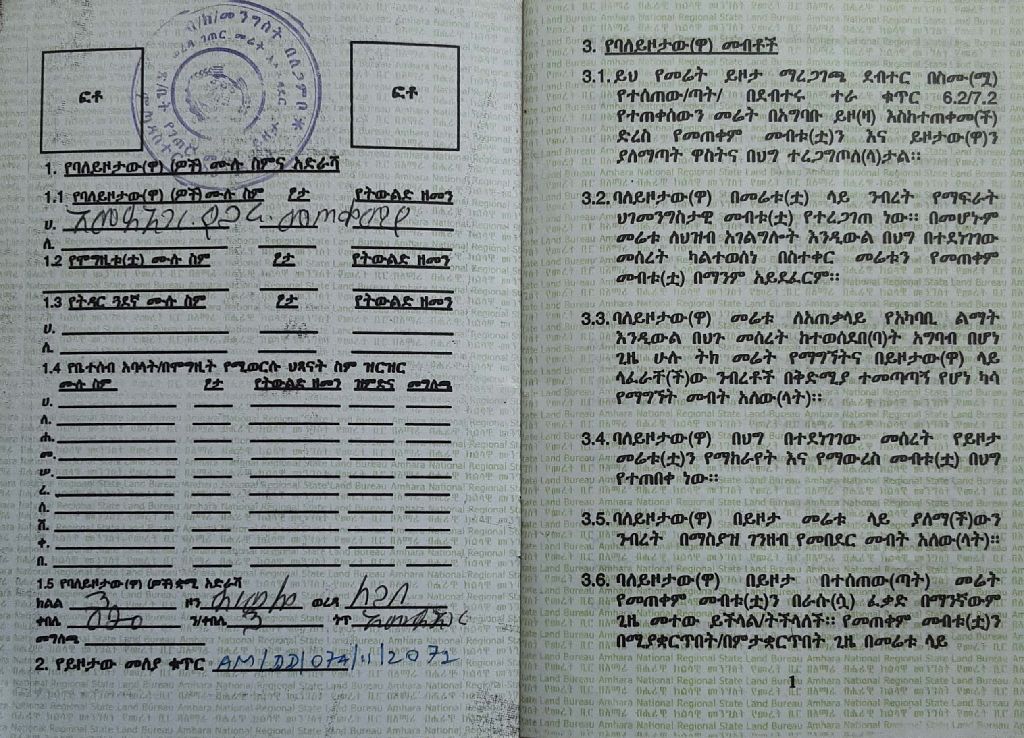 ፎቶ
ፎቶ
1. የባለይዞታው(ዋ) (ዎች) ሙሉ ስምና አድራሻ
1.1 የባለይዞታው(ዋ) (ዎች) ሙሉ ስም ፆታ የትውልድ ዘመን
ሀ.
ለ.
1.2 የሞግዚቱ(ቷ) ሙሉ ስም ፆታ የትውልድ ዘመን
1.3 የትዳር ጓደኛ ሙሉ ስም ፆታ የትውልድ ዘመን
ሀ.
ለ.
1.4 የቤተሰብ አባላት/በሞግዚት የሚወርሱ ህጻናት ስም ዝርዝር
ሙሉ ስም ፆታ የትውልድ ዘመን ዝምድና መግለጫ
ሀ.
ለ.
ሐ.
መ.
ሠ.
ረ.
ሰ.
ሸ.
ቀ.
በ.
1.5 የባለይዞታው(ዋ) (ዎች) ቋሚ አድራሻ
ክልል 3 ዞን ወረዳ
ቀበሌ ን/ቀበሌ 3 ጎጥ
መግለጫ
2. የይዞታው መለያ ቁጥር AM/DD/074/11/2072
3. የባለይዞታው(ዋ) መብቶች
3.1. ይህ የመሬት ይዞታ ማረጋገጫ ደብተር በስሙ(ሟ)
የተሰጠው/ጣት/ በደብተሩ ተራ ቁጥር 6.2/7.2
የተጠቀሰውን መሬት በአግባቡ ይዞ(ዛ) እስከተጠቀመ(ች)
ድረስ የመጠቀም መብቱ(ቷ)ን እና ይዞታው(ዋ)ን
ያለማጣት ዋስትና በህግ ተረጋግጦለ(ላ)ታል።
3.2. ባለይዞታው(ዋ) በመሬቱ(ቷ) ላይ ንብረት የማፍራት
ህገመንግስታዊ መብቱ(ቷ) የተረጋገጠ ነው። በመሆኑም
መሬቱ ለህዝብ አገልግሎት እንዲውል በህግ በተደነገገው
መሰረት ካልተወሰነ በስተቀር መሬቱን የመጠቀም
መብቱ(ቷ) በማንም አይደፈርም።
3.3. ባለይዞታው(ዋ) መሬቱ ለአጠቃላይ የአካባቢ ልማት
እንዲውል በህጉ መሰረት ከተወሰደበ(ባ)ት አግባብ በሆነ
ጊዜ ሁሉ ትክ መሬት የማግኘትና በይዞታው(ዋ) ላይ
ላፈራቸ(ች)ው ንብረቶች በቅድሚያ ተመጣጣኝ የሆነ ካሳ
የማግኘት መብት አለው(ላት)።
3.4. ባለይዞታው(ዋ) በህግ በተደነገገው መሰረት የይዞታ
መሬቱ(ቷ)ን የማከራየት እና የማውረስ መብቱ(ቷ) በህግ
የተጠበቀ ነው።
3.5. ባለይዞታው(ዋ) በይዞታ መሬቱ ላይ ያለማ(ች)ውን
ንብረት በማስያዝ ገንዘብ የመበደር መብት አለው(ላት)።
3.6. ባለይዞታው(ዋ) በይዞታ በተሰጠው(ጣት) መሬት
የመጠቀም መብቱ(ቷ)ን በራሱ(ሷ) ፈቃድ በማንኛውም
ጊዜ መተው ይችላል/ትችላለች። የመጠቀም መብቱ(ቷ)ን
በሚያቋርጥበት/በምታቋርጥበት ጊዜ በመሬቱ ላይ
1